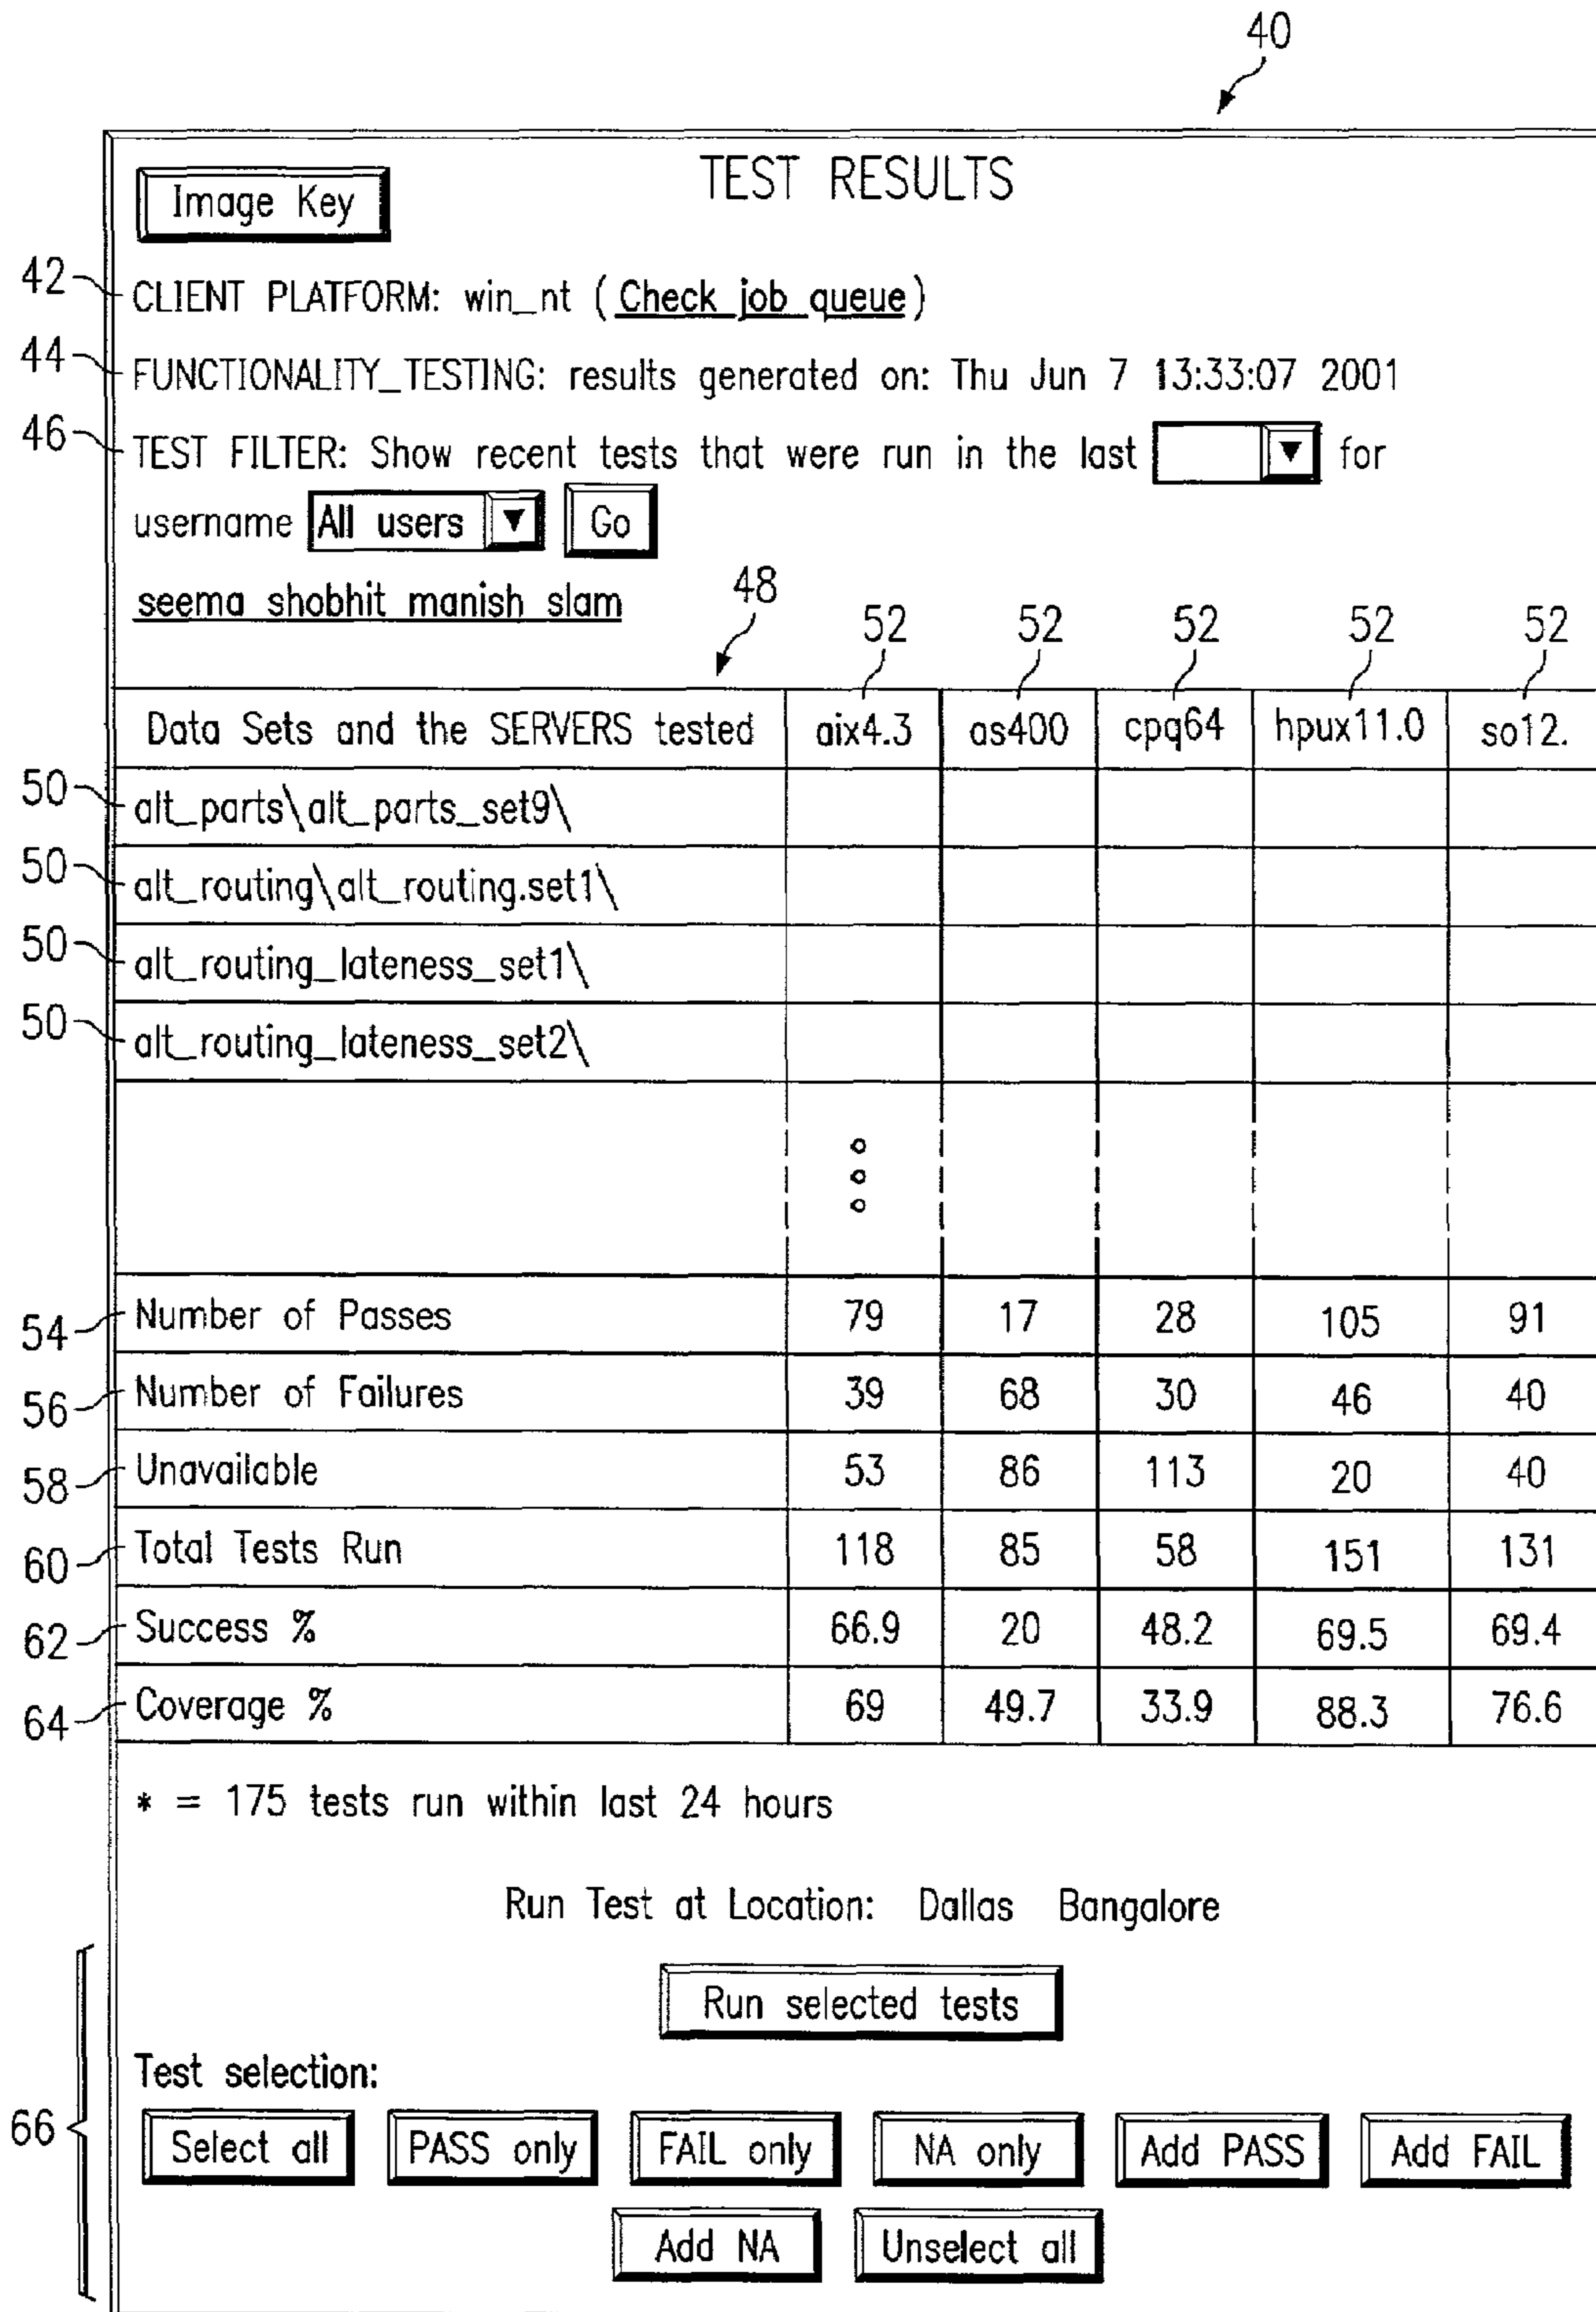 40
TEST RESULTS
Image Key
42 CLIENT PLATFORM: win_nt (Check job queue)
44 FUNCTIONALITY_TESTING: results generated on: Thu Jun 7 13:33:07 2001
46 TEST FILTER: Show recent tests that were run in the last ▼ for
username All users ▼ Go
seema shobhit manish slam
48 52 52 52 52 52
Data Sets and the SERVERS tested aix4.3 as400 cpq64 hpux11.0 so12.
50 alt_parts\alt_parts_set9\
50 alt_routing\alt_routing.set1\
50 alt_routing_lateness_set1\
50 alt_routing_lateness_set2\
54 Number of Passes 79 17 28 105 91
56 Number of Failures 39 68 30 46 40
58 Unavailable 53 86 113 20 40
60 Total Tests Run 118 85 58 151 131
62 Success % 66.9 20 48.2 69.5 69.4
64 Coverage % 69 49.7 33.9 88.3 76.6
* = 175 tests run within last 24 hours
Run Test at Location: Dallas Bangalore
Run selected tests
Test selection:
66 Select all PASS only FAIL only NA only Add PASS Add FAIL
Add NA Unselect all